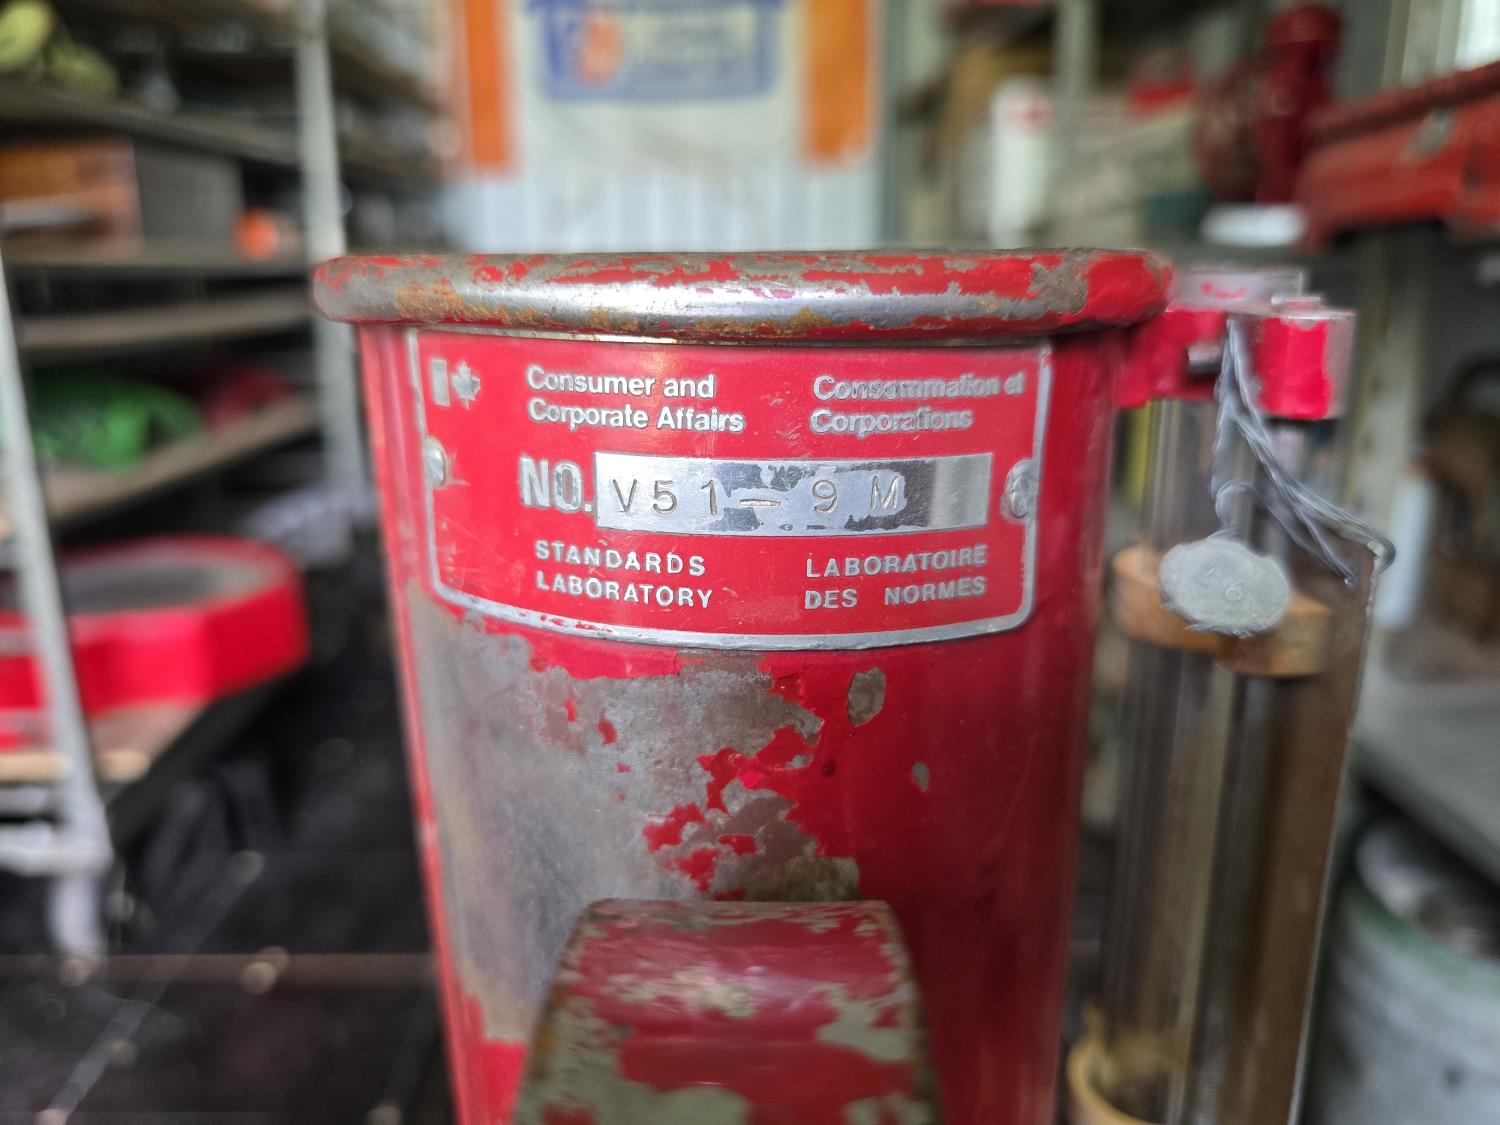 Consumer and
Corporate Affairs
Consommation et
Corporations
NO. V51-9M
STANDARDS
LABORATORY
LABORATOIRE
DES NORMES